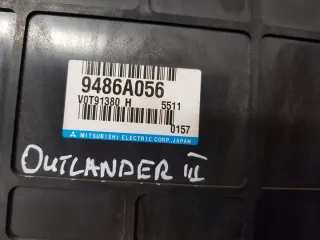 9486A056
V0T91380 H 5511
0157
MITSUBISHI ELECTRIC CORP. JAPAN
OUTLANDER III